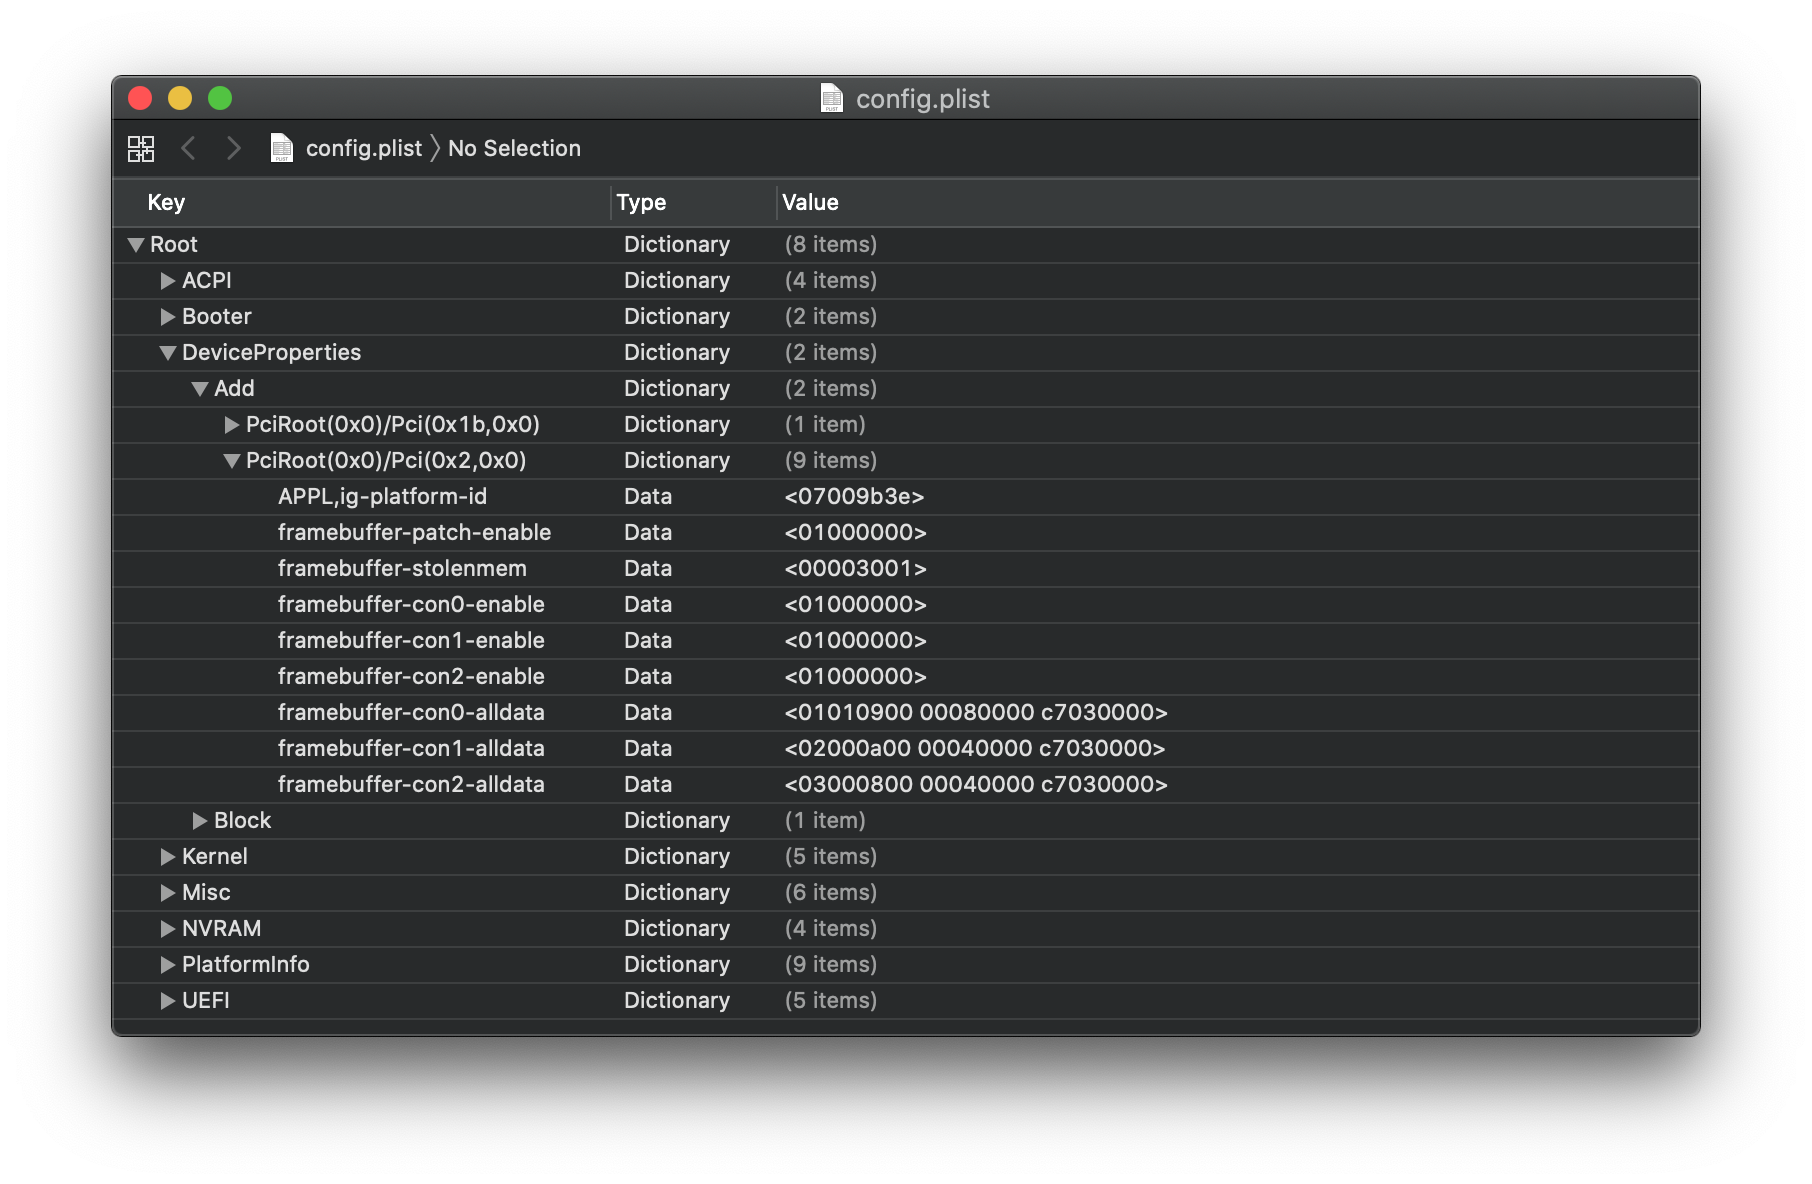 config.plist
config.plist 〉 No Selection
Key Type Value
Root Dictionary (8 items)
ACPI Dictionary (4 items)
Booter Dictionary (2 items)
DeviceProperties Dictionary (2 items)
Add Dictionary (2 items)
PciRoot(0x0)/Pci(0x1b,0x0) Dictionary (1 item)
PciRoot(0x0)/Pci(0x2,0x0) Dictionary (9 items)
APPL,ig-platform-id Data <07009b3e>
framebuffer-patch-enable Data <01000000>
framebuffer-stolenmem Data <00003001>
framebuffer-con0-enable Data <01000000>
framebuffer-con1-enable Data <01000000>
framebuffer-con2-enable Data <01000000>
framebuffer-con0-alldata Data <01010900 00080000 c7030000>
framebuffer-con1-alldata Data <02000a00 00040000 c7030000>
framebuffer-con2-alldata Data <03000800 00040000 c7030000>
Block Dictionary (1 item)
Kernel Dictionary (5 items)
Misc Dictionary (6 items)
NVRAM Dictionary (4 items)
PlatformInfo Dictionary (9 items)
UEFI Dictionary (5 items)